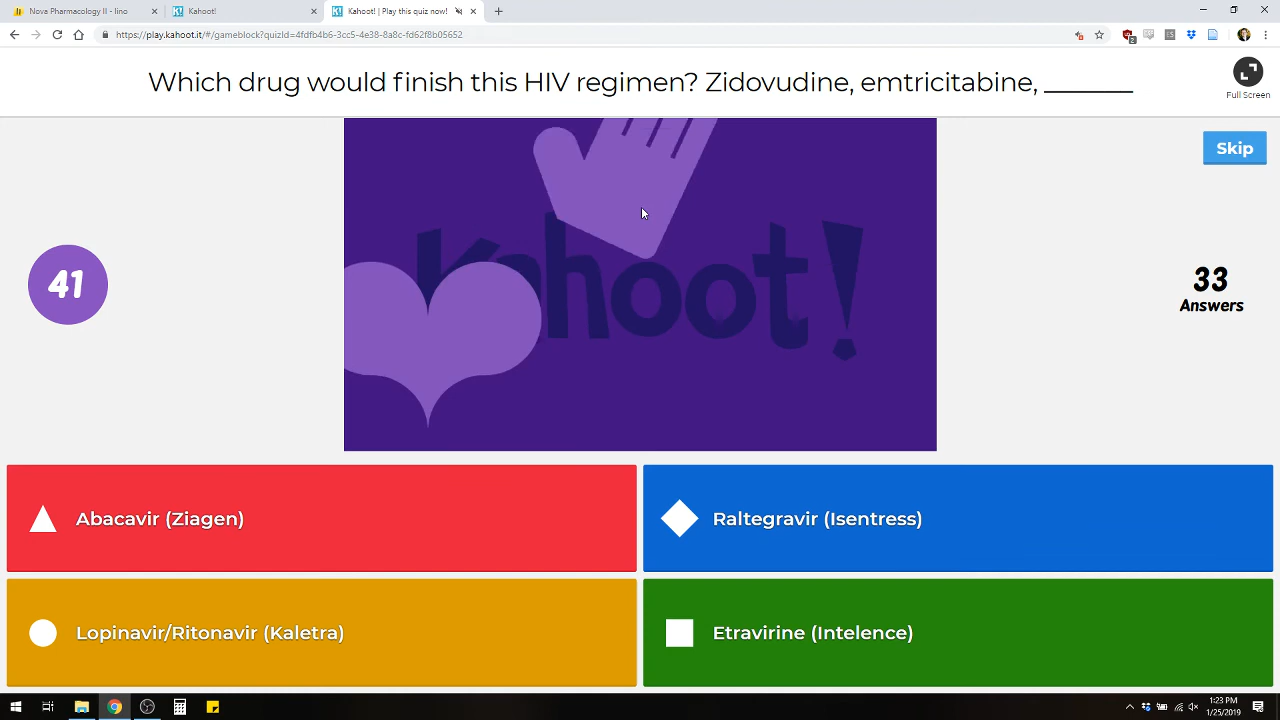 Nova Pharmacology II - lino
Kahoot!
Kahoot! | Play this quiz now!
https://play.kahoot.it/#/gameblock?quizId=4fdfb4b6-3cc5-4e38-8a8c-fd62f8b05652
2
Which drug would finish this HIV regimen? Zidovudine, emtricitabine, ________
Full Screen
Skip
Kahoot!
41
33
Answers
Abacavir (Ziagen)
Raltegravir (Isentress)
Lopinavir/Ritonavir (Kaletra)
Etravirine (Intelence)
1:23 PM
1/25/2019